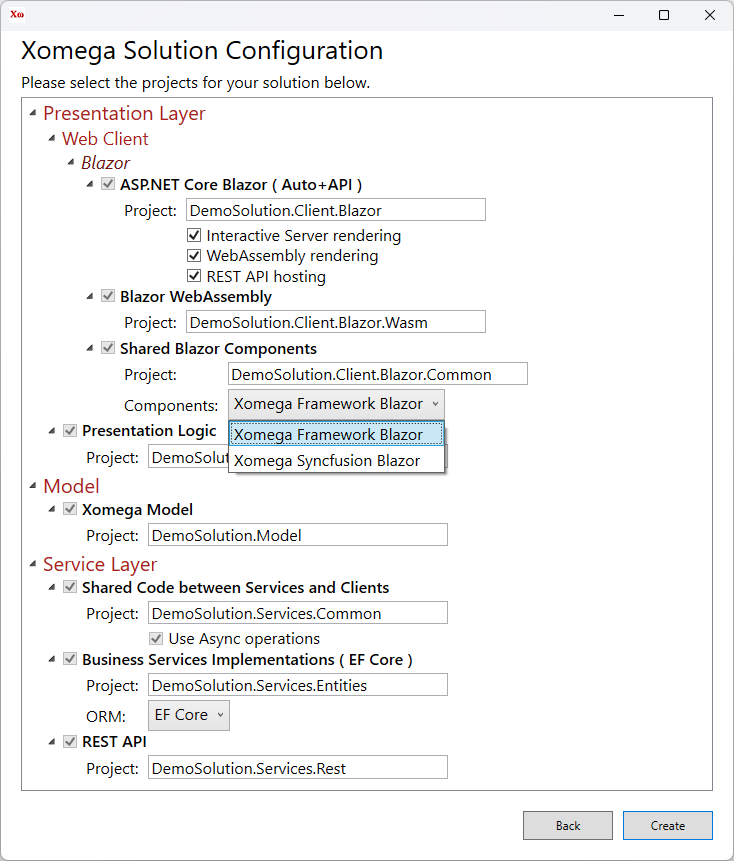 Xω
Xomega Solution Configuration
Please select the projects for your solution below.
Presentation Layer
Web Client
Blazor
ASP.NET Core Blazor ( Auto+API )
Project: DemoSolution.Client.Blazor
Interactive Server rendering
WebAssembly rendering
REST API hosting
Blazor WebAssembly
Project: DemoSolution.Client.Blazor.Wasm
Shared Blazor Components
Project: DemoSolution.Client.Blazor.Common
Components: Xomega Framework Blazor
Presentation Logic
Xomega Framework Blazor
Project:
Xomega Syncfusion Blazor
Model
Xomega Model
Project: DemoSolution.Model
Service Layer
Shared Code between Services and Clients
Project: DemoSolution.Services.Common
Use Async operations
Business Services Implementations ( EF Core )
Project: DemoSolution.Services.Entities
ORM: EF Core
REST API
Project: DemoSolution.Services.Rest
Back
Create